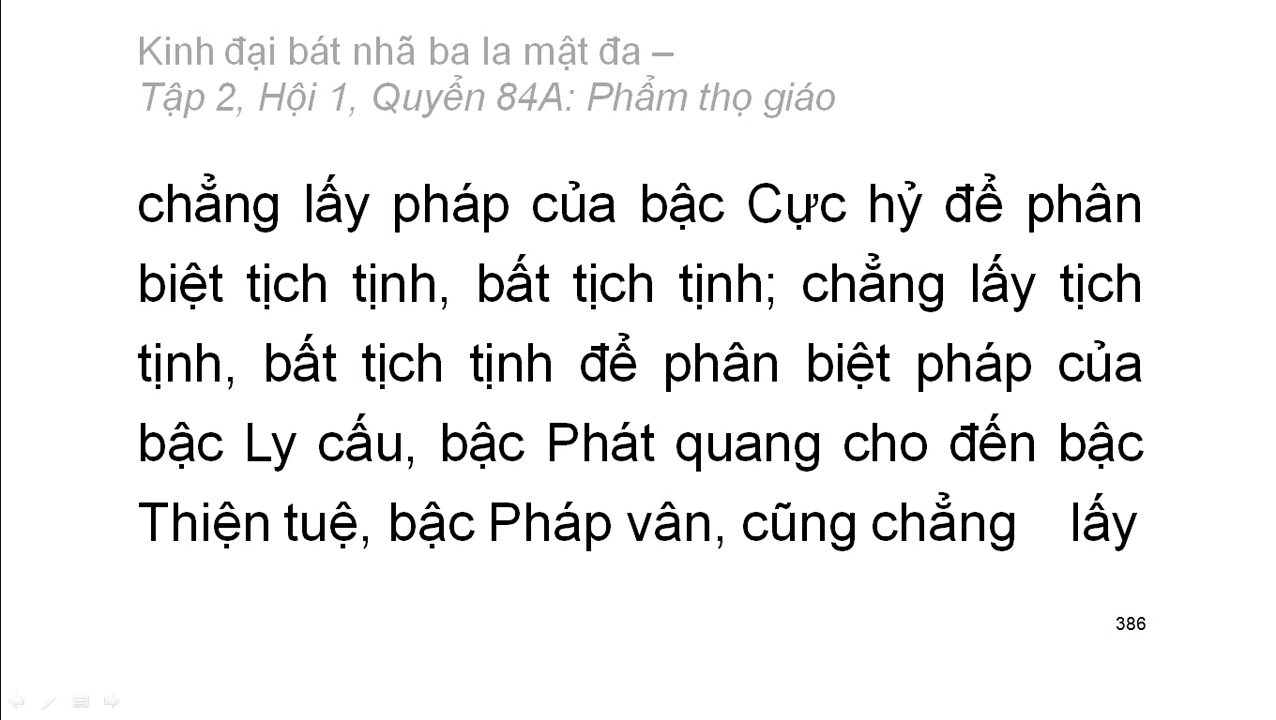 Kinh đại bát nhã ba la mật đa –
Tập 2, Hội 1, Quyển 84A: Phẩm thọ giáo
chẳng lấy pháp của bậc Cực hỷ để phân
biệt tịch tịnh, bất tịch tịnh; chẳng lấy tịch
tịnh, bất tịch tịnh để phân biệt pháp của
bậc Ly cấu, bậc Phát quang cho đến bậc
Thiện tuệ, bậc Pháp vân, cũng chẳng lấy
386